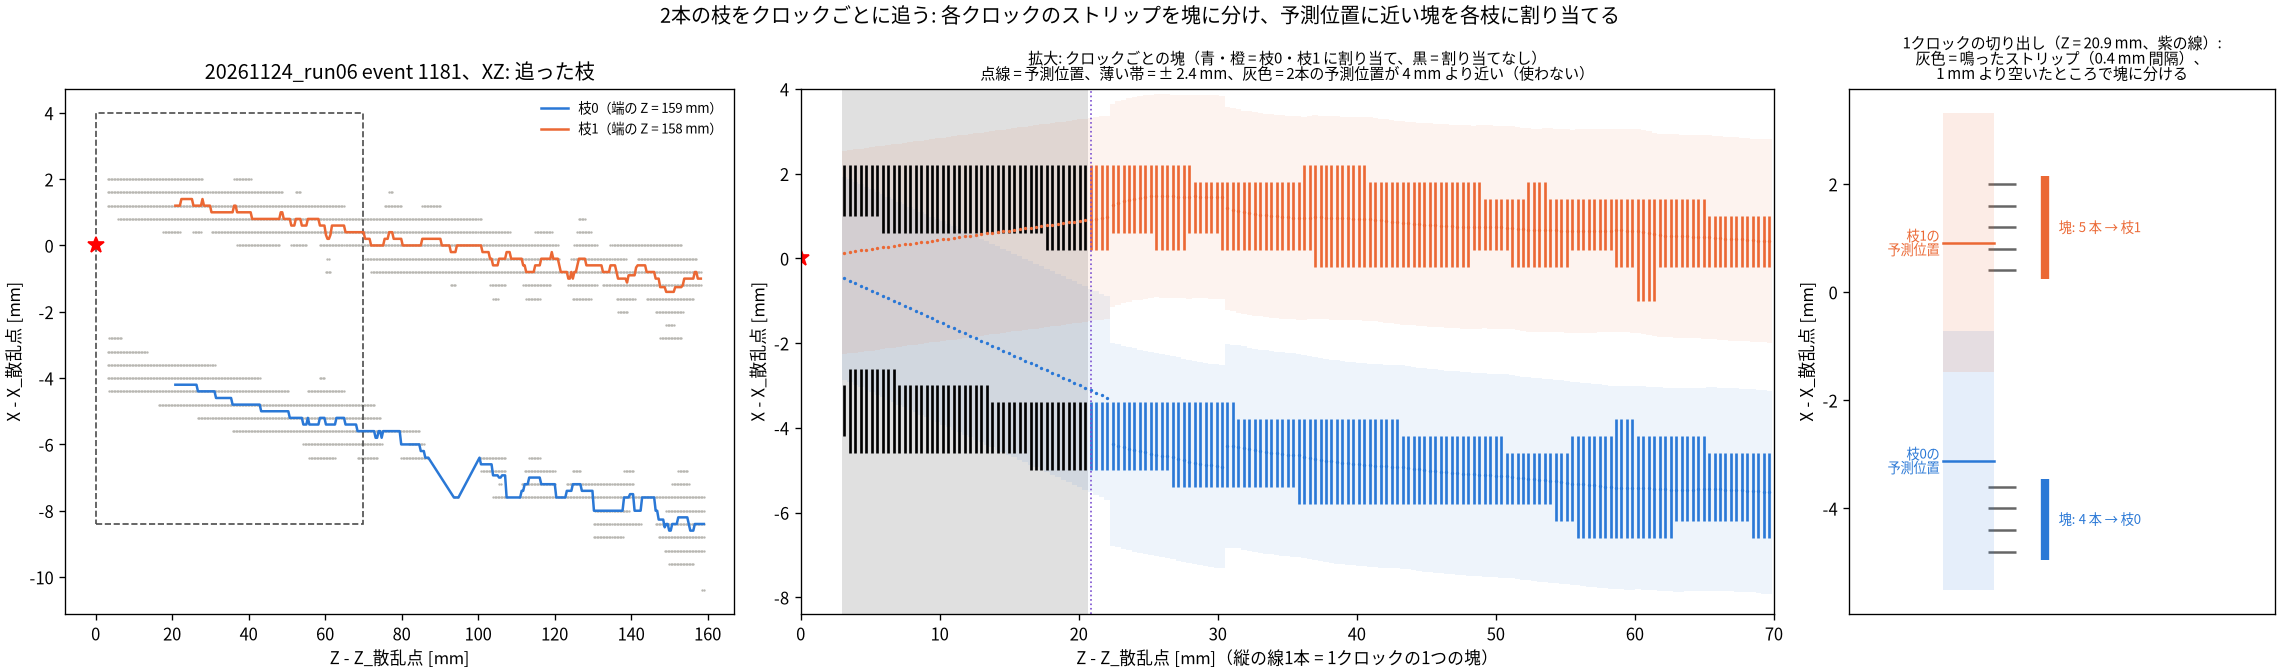 2本の枝をクロックごとに追う: 各クロックのストリップを塊に分け、予測位置に近い塊を各枝に割り当てる
20261124_run06 event 1181、XZ: 追った枝
枝0（端の Z = 159 mm）
枝1（端の Z = 158 mm）
4
2
0
-2
-4
-6
-8
-10
X - X_散乱点 [mm]
0
20
40
60
80
100
120
140
160
Z - Z_散乱点 [mm]
拡大: クロックごとの塊（青・橙 = 枝0・枝1 に割り当て、黒 = 割り当てなし）
点線 = 予測位置、薄い帯 = ± 2.4 mm、灰色 = 2本の予測位置が 4 mm より近い（使わない）
4
2
0
-2
-4
-6
-8
X - X_散乱点 [mm]
0
10
20
30
40
50
60
70
Z - Z_散乱点 [mm]（縦の線1本 = 1クロックの1つの塊）
1クロックの切り出し（Z = 20.9 mm、紫の線）:
灰色 = 鳴ったストリップ（0.4 mm 間隔）、
1 mm より空いたところで塊に分ける
2
0
-2
-4
X - X_散乱点 [mm]
枝1の
予測位置
塊: 5 本 → 枝1
枝0の
予測位置
塊: 4 本 → 枝0